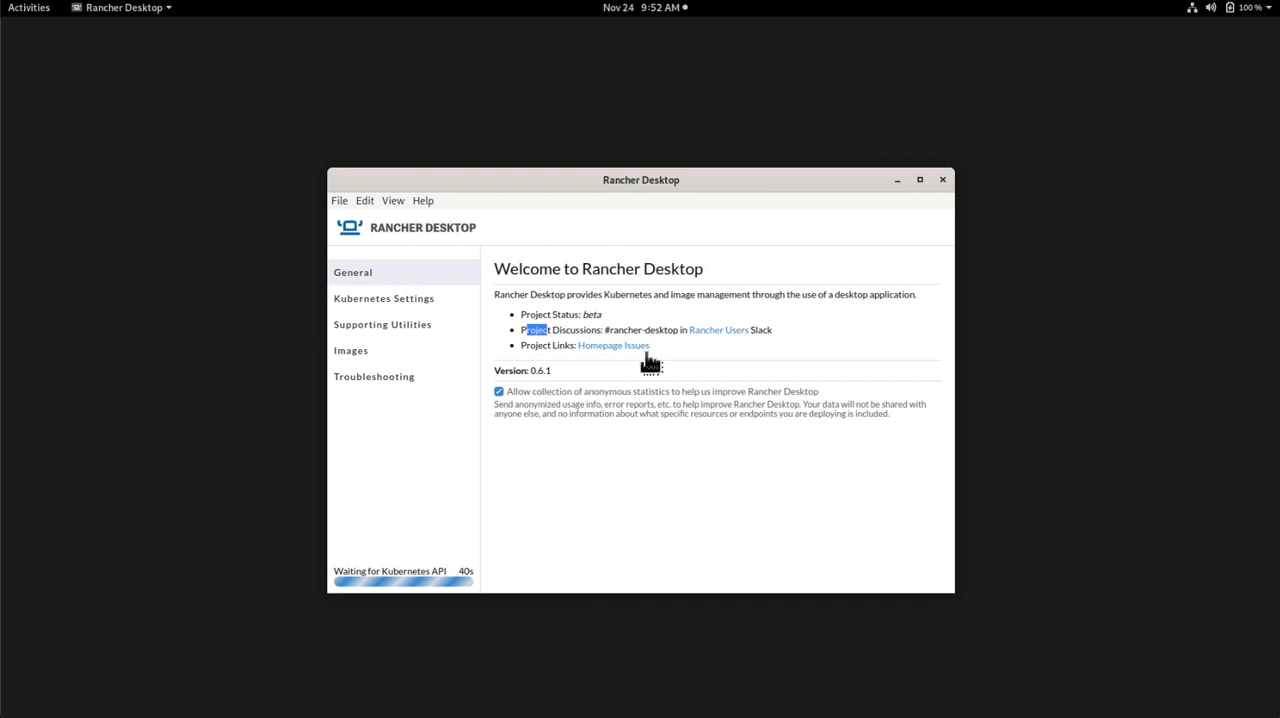 Activities Rancher Desktop Nov 24 9:52 AM 100 %
Rancher Desktop
File Edit View Help
RANCHER DESKTOP
General
Kubernetes Settings
Supporting Utilities
Images
Troubleshooting
Waiting for Kubernetes API 40s
Welcome to Rancher Desktop
Rancher Desktop provides Kubernetes and image management through the use of a desktop application.
Project Status: beta
Project Discussions: #rancher-desktop in Rancher Users Slack
Project Links: Homepage Issues
Version: 0.6.1
Allow collection of anonymous statistics to help us improve Rancher Desktop
Send anonymized usage info, error reports, etc. to help improve Rancher Desktop. Your data will not be shared with
anyone else, and no information about what specific resources or endpoints you are deploying is included.